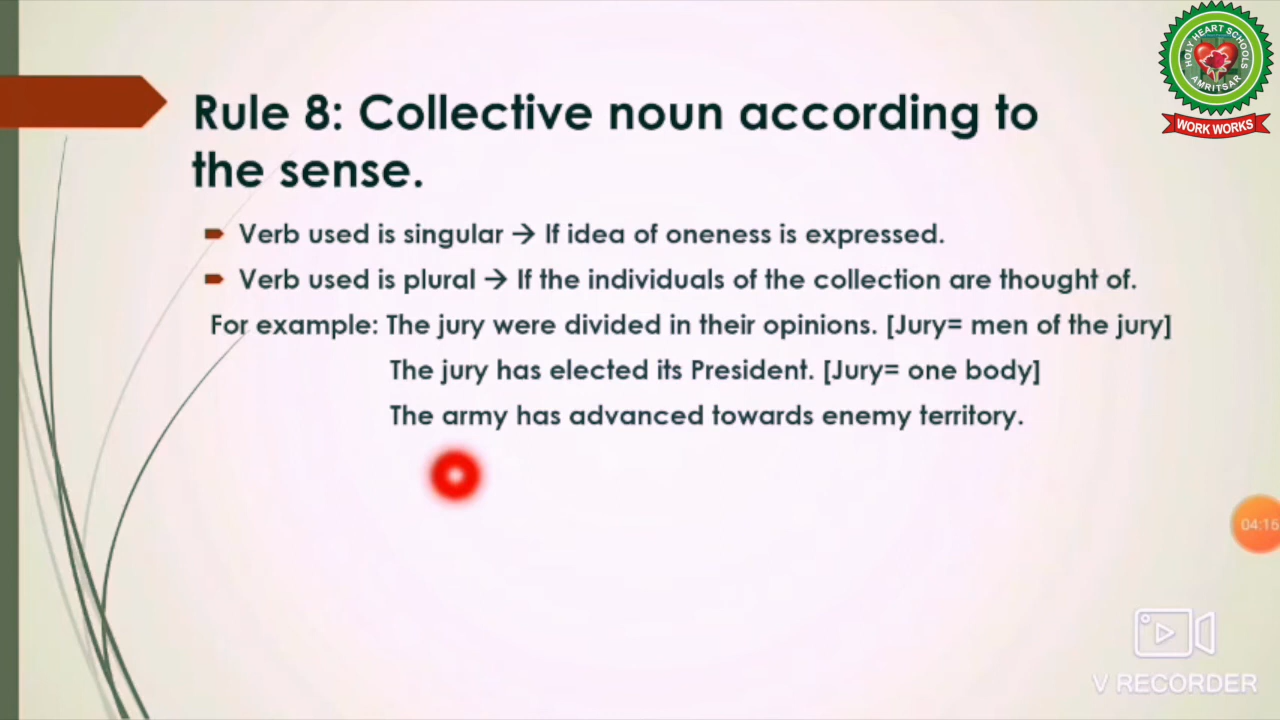 HOLY HEART SCHOOLS
AMRITSAR
WORK WORKS
Rule 8: Collective noun according to
the sense.
Verb used is singular → If idea of oneness is expressed.
Verb used is plural → If the individuals of the collection are thought of.
For example: The jury were divided in their opinions. [Jury= men of the jury]
The jury has elected its President. [Jury= one body]
The army has advanced towards enemy territory.
04:16
V RECORDER